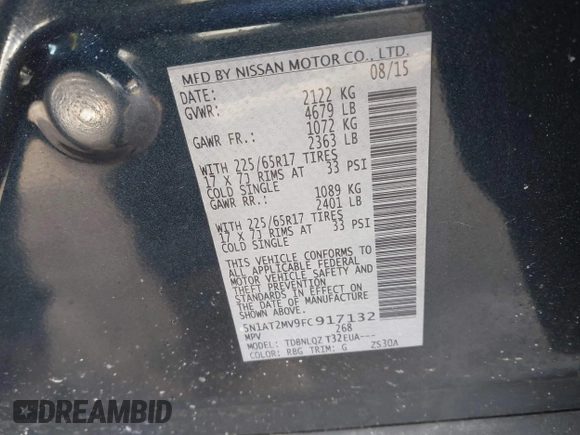 MFD BY NISSAN MOTOR CO., LTD.
DATE: 08/15
GVWR: 2122 KG
4679 LB
GAWR FR.: 1072 KG
2363 LB
WITH 225/65R17 TIRES
17 X 7J RIMS AT 33 PSI
COLD SINGLE
GAWR RR.: 1089 KG
2401 LB
WITH 225/65R17 TIRES
17 X 7J RIMS AT 33 PSI
COLD SINGLE
THIS VEHICLE CONFORMS TO
ALL APPLICABLE FEDERAL
MOTOR VEHICLE SAFETY AND
THEFT PREVENTION
STANDARDS IN EFFECT ON
THE DATE OF MANUFACTURE
SHOWN ABOVE.
5N1AT2MV9FC917132
MPV 268
MODEL: TDBNLQZ T32EUA---
COLOR: RBG TRIM: G ZS30A
DREAMBID